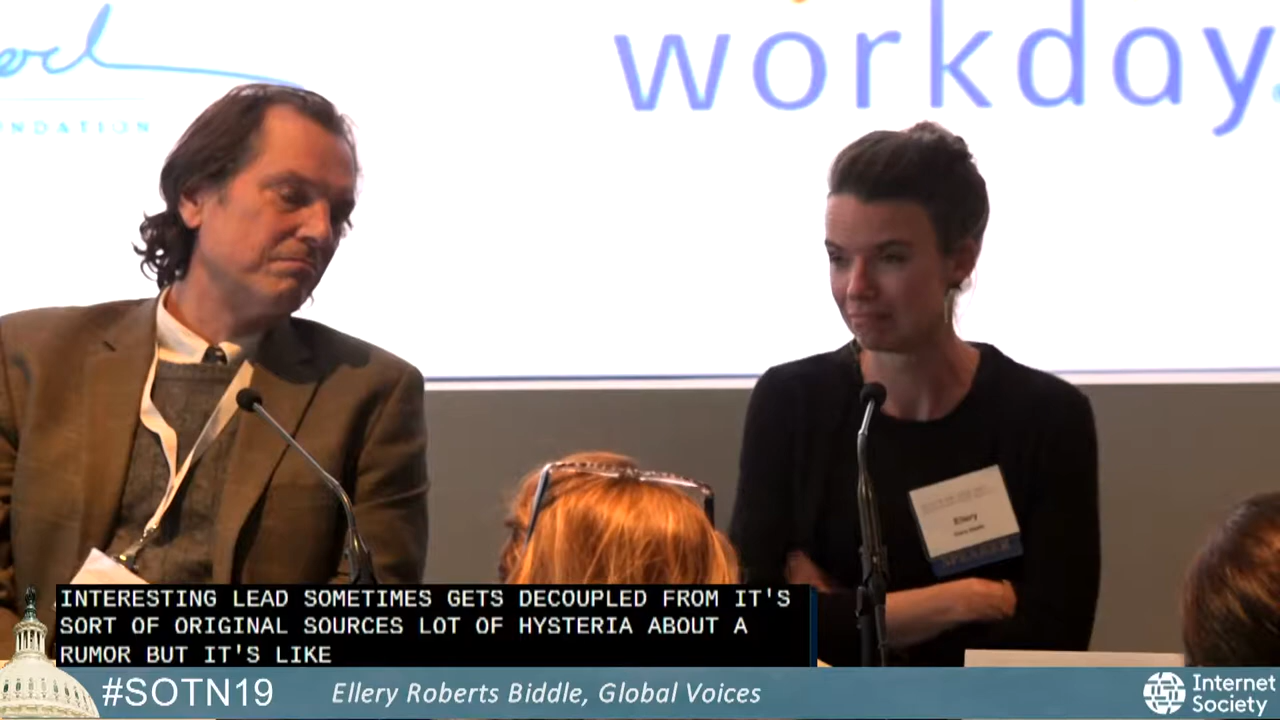 workday.
NDATION
Ellery
INTERESTING LEAD SOMETIMES GETS DECOUPLED FROM IT'S
SORT OF ORIGINAL SOURCES LOT OF HYSTERIA ABOUT A
RUMOR BUT IT'S LIKE
#SOTN19
Ellery Roberts Biddle, Global Voices
Internet
Society